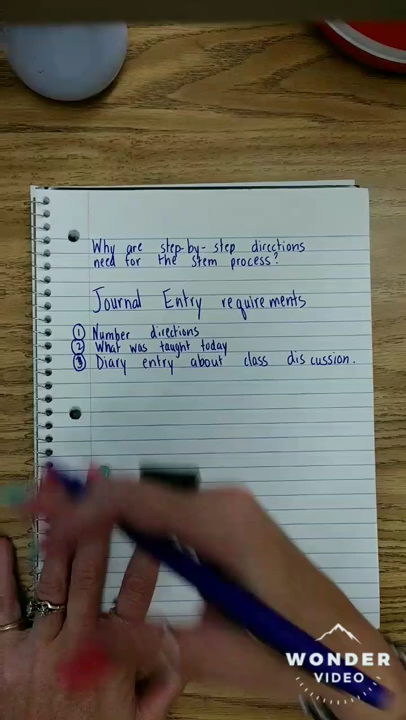 Why are step-by-step directions
need for the stem process?
Journal Entry requirements
① Number directions
② What was taught today
③ Diary entry about class discussion.
WONDER
VIDEO